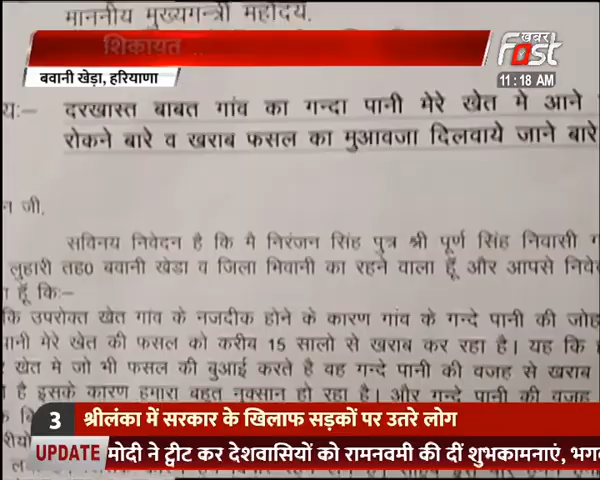 माननीय मुख्यमन्त्री महोदय.
शिकायत ..
खबर
Fast
बवानी खेड़ा, हरियाणा
11:18 AM
यः– दरखास्त बाबत गांव का गन्दा पानी मेरे खेत मे आने
रोकने बारे व खराब फसल का मुआवजा दिलवाये जाने बारे
न जी.
सविनय निवेदन है कि मै निरंजन सिंह पुत्र श्री पूर्ण सिंह निवासी ग
लुहारी तह0 बवानी खेडा व जिला भिवानी का रहने वाला हूँ और आपसे निवे
ा हूँ किः–
कि उपरोक्त खेत गांव के नजदीक होने के कारण गांव के गन्दे पानी की जोह
ानी मेरे खेत की फसल को करीब 15 सालो से खराब कर रहा है। यह कि ह
खेत मे जो भी फसल की बुआई करते है वह गन्दे पानी की वजह से खराब
है इसके कारण हमारा बहुत नुक्सान हो रहा है। और गन्दे पानी की वजह
3 श्रीलंका में सरकार के खिलाफ सड़कों पर उतरे लोग
UPDATE मोदी ने ट्वीट कर देशवासियों को रामनवमी की दीं शुभकामनाएं, भग